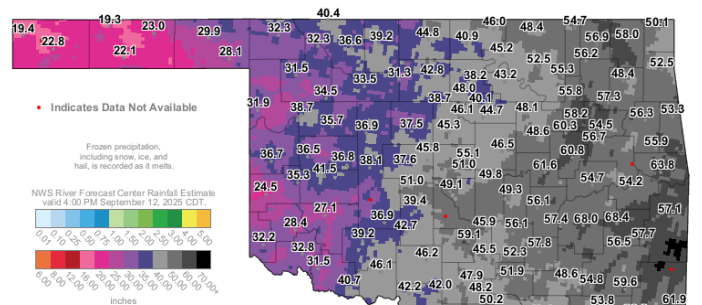 40.4
19.4 19.3 23.0 29.9 32.3 32.3 36.6 39.2 44.8 40.9 46.0 48.4 54.7 56.9 58.0 50.1
22.8 22.1 28.1 45.2 56.2 52.5
31.5 33.5 31.3 42.8 38.2 43.2 52.5 55.3 48.4
34.5 48.0 55.8 57.3
31.9 38.7 38.7 40.1 46.1 44.7 48.1 58.2 56.3 53.3
• Indicates Data Not Available
35.7 36.9 37.5 45.3 48.6 60.3 54.5
56.7 55.9
Frozen precipitation,
including snow, ice, and
hail, is recorded as it melts.
36.7 36.5 36.8 38.1 37.6 45.8 55.1 46.5 60.8
35.3 41.5 51.0 49.8 61.6 63.8
24.5 51.0 49.1 49.3 54.7 54.2
NWS River Forecast Center Rainfall Estimate
valid 4:00 PM September 12, 2025 CDT.
27.1 36.9 39.4 56.1 57.1
28.4 42.7 45.9 56.1 57.4 68.0 68.4
0.01 0.10 0.25 0.50 0.75 1.00 1.50 2.00 2.50 3.00 4.00 5.00
32.2 39.2 59.1 57.8 56.5 57.7
32.8 46.2 45.5 52.3
31.5 46.1 51.9
40.7 42.2 42.0 47.9 48.6 54.8 59.6
48.2
50.2 53.8 61.9
6.00 8.00 12.00 16.00 20.00 25.00 30.00 35.00 40.00 50.00 60.00 70.00+
inches